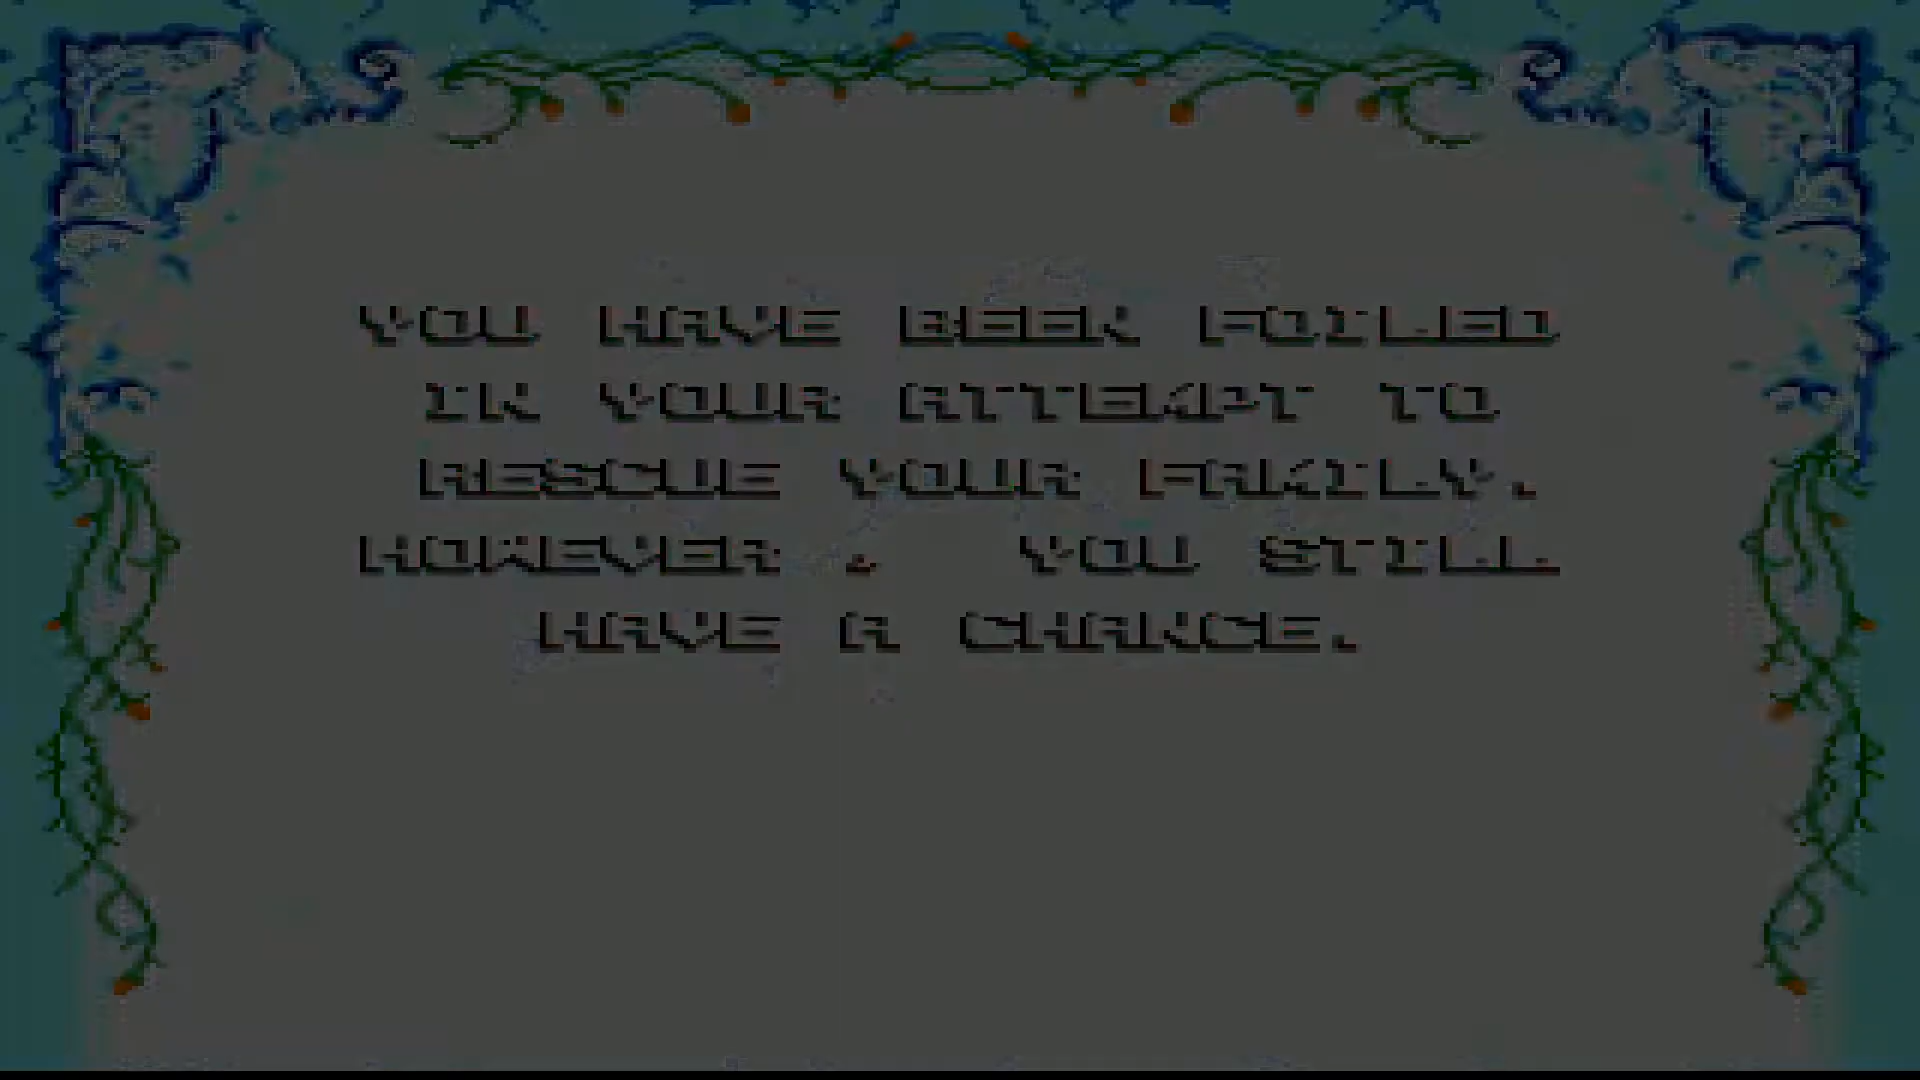 YOU HAVE BEEN FOILED
IN YOUR ATTEMPT TO
RESCUE YOUR FAMILY.
HOWEVER , YOU STILL
HAVE A CHANCE.